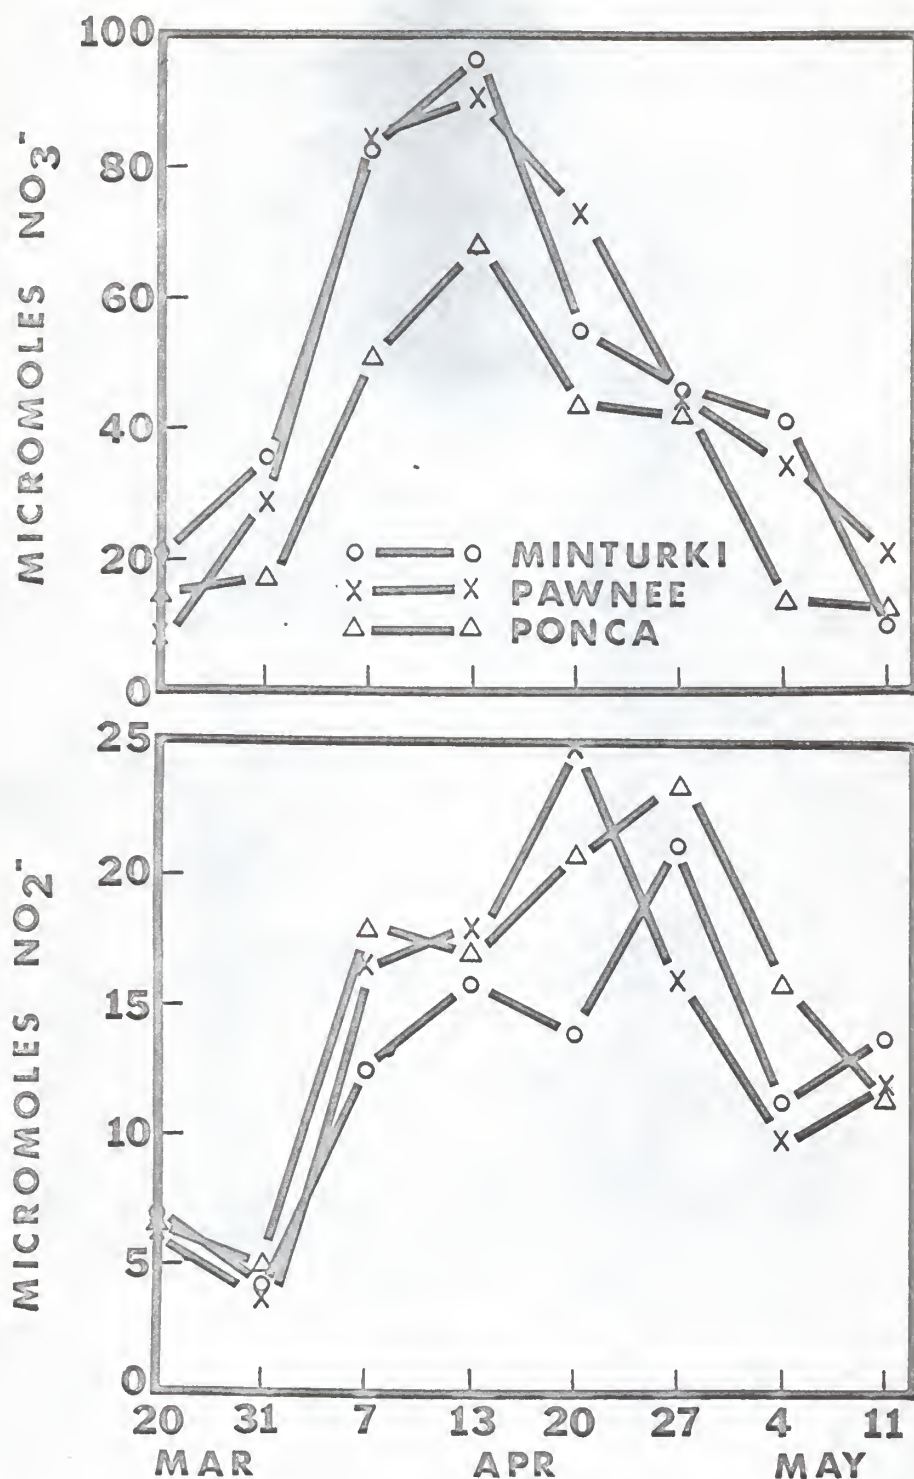 MICROMOLES NO3-
100
80
60
40
20
0
o—o MINTURKI
x—x PAWNEE
△—△ PONCA
MICROMOLES NO2-
25
20
15
10
5
0
20 31 7 13 20 27 4 11
MAR APR MAY